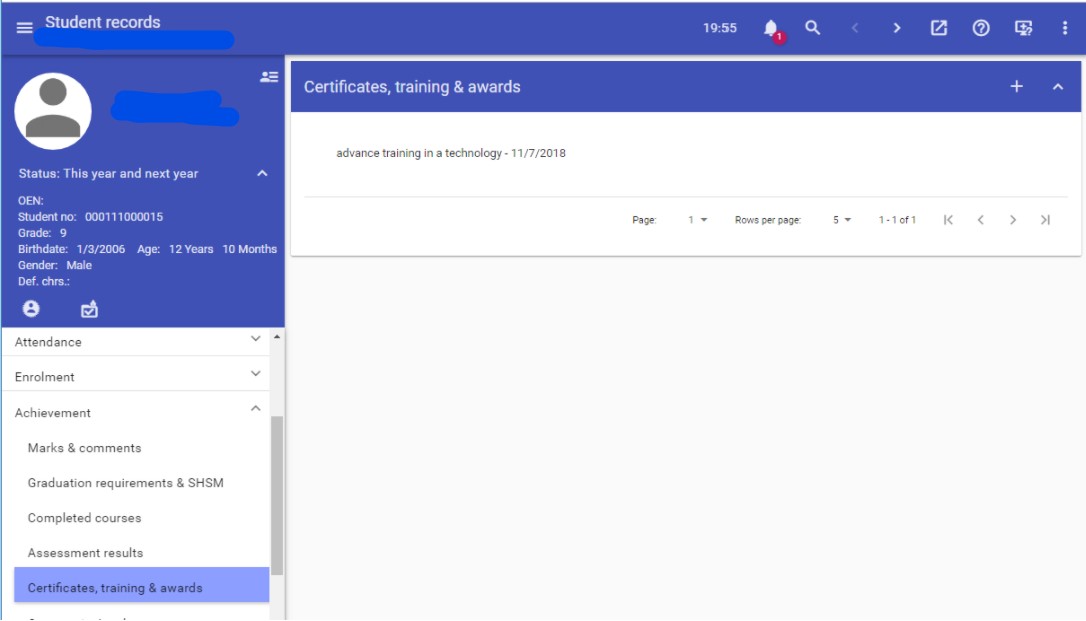 Student records
19:55
1
Certificates, training & awards
Status: This year and next year
OEN:
Student no: 000111000015
Grade: 9
Birthdate: 1/3/2006 Age: 12 Years 10 Months
Gender: Male
Def. chrs.:
Attendance
Enrolment
Achievement
Marks & comments
Graduation requirements & SHSM
Completed courses
Assessment results
Certificates, training & awards
advance training in a technology - 11/7/2018
Page: 1 Rows per page: 5 1 - 1 of 1